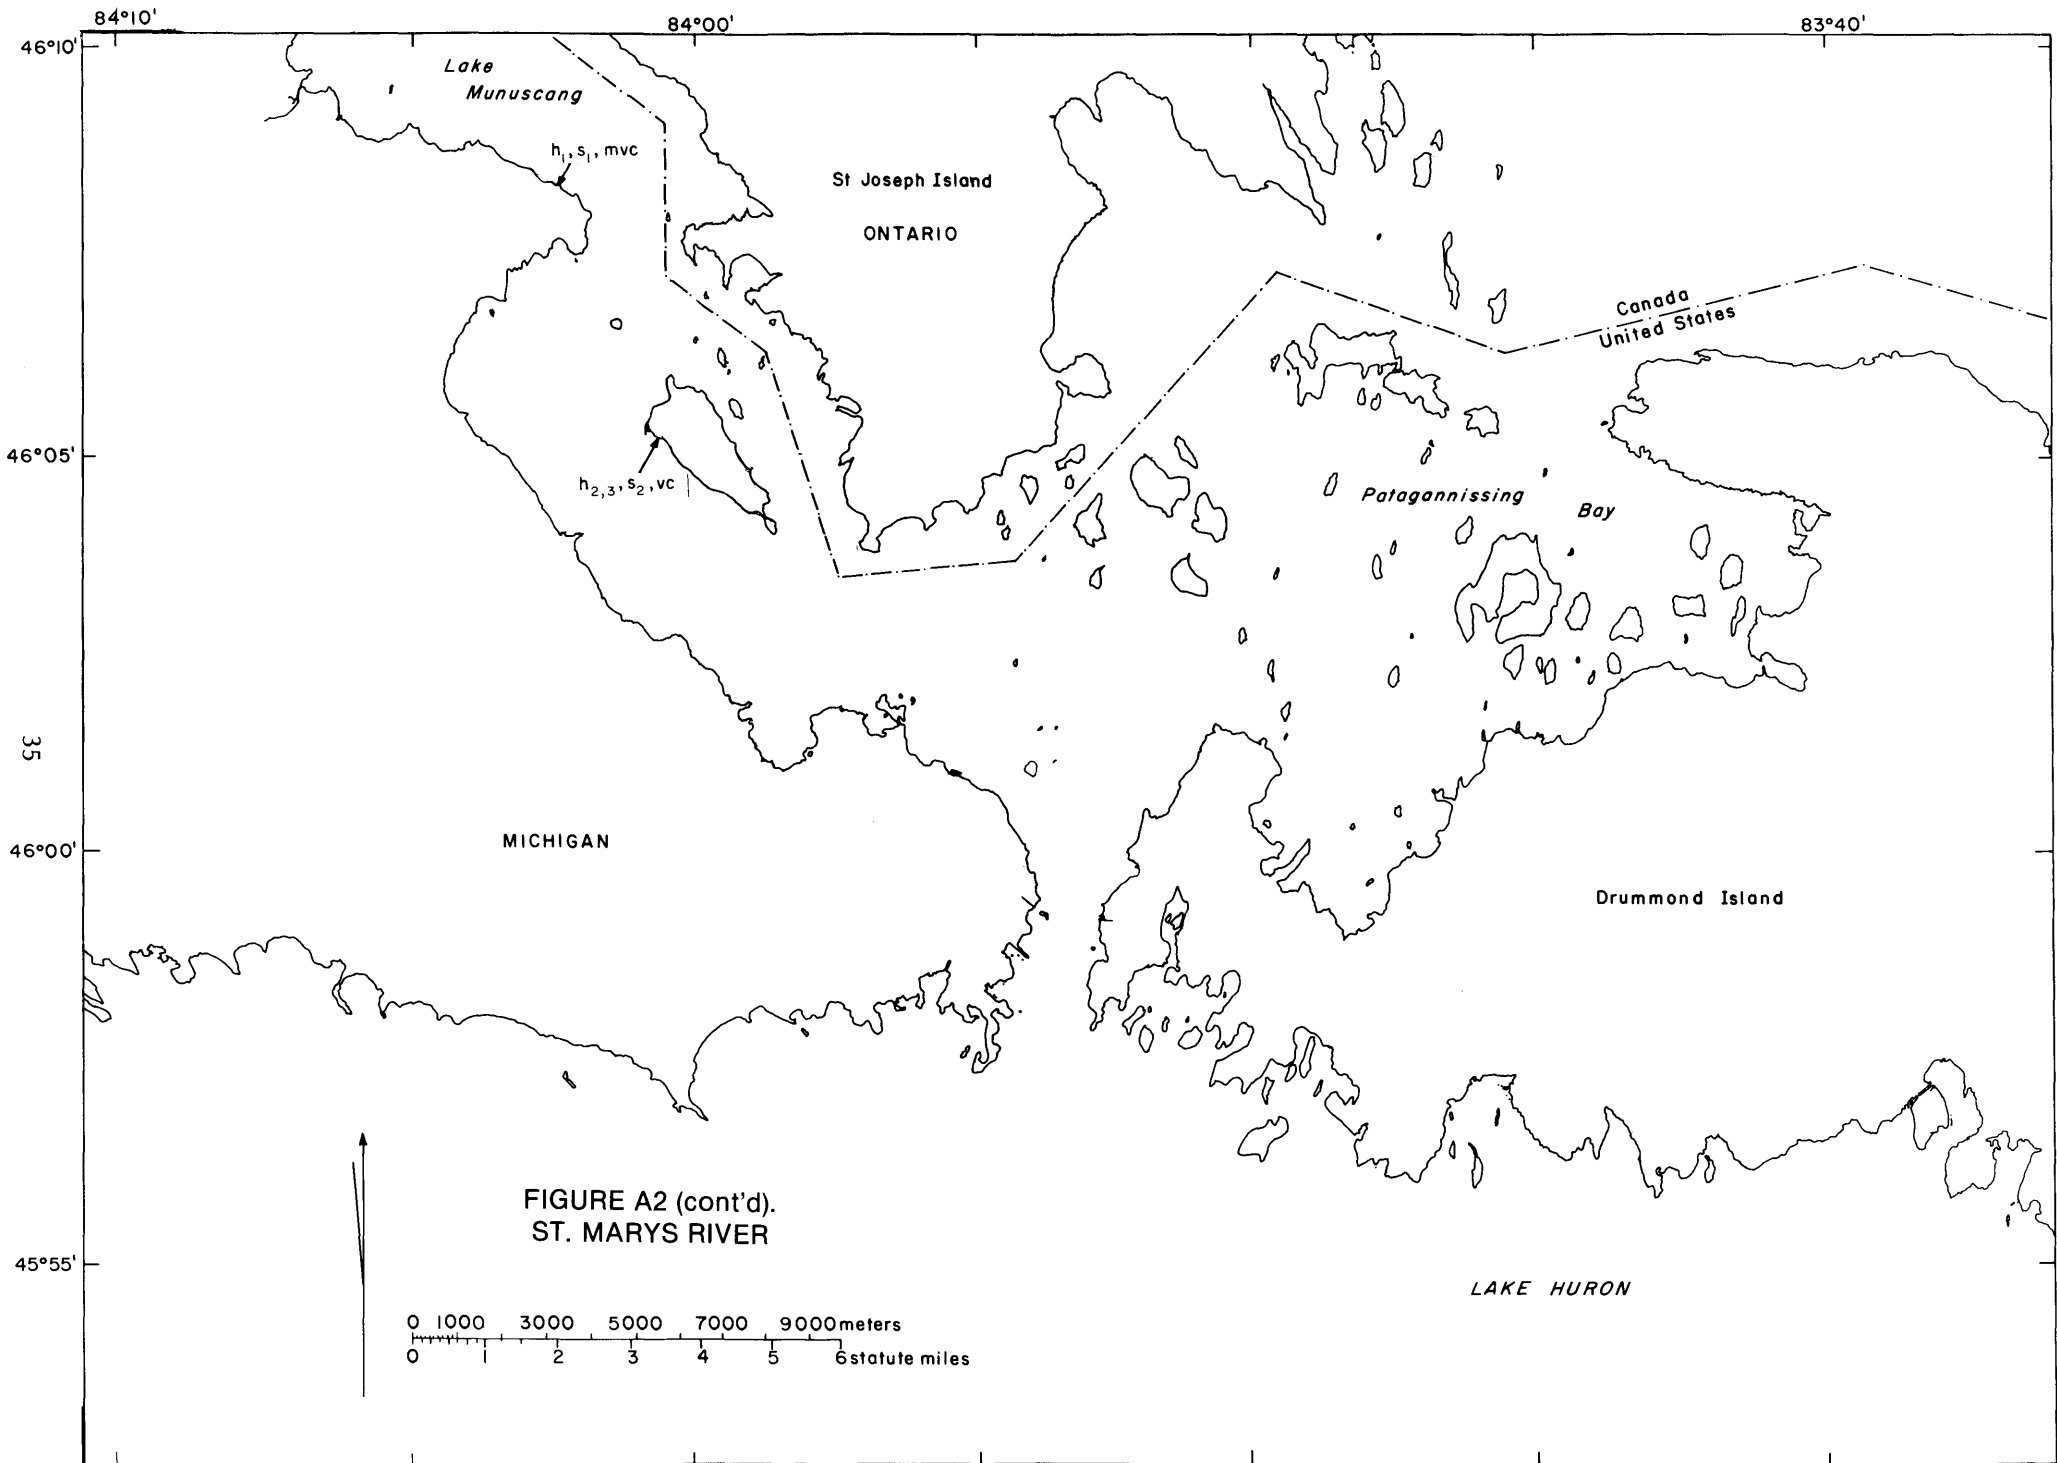 84°10'
84°00'
83°40'
46°10'
Lake
Munuscang
h₁, s₁, mvc
St Joseph Island
ONTARIO
Canada
United States
46°05'
h₂,₃, s₂, vc
Patagannissing
Bay
35
46°00'
MICHIGAN
Drummond Island
FIGURE A2 (cont'd).
ST. MARYS RIVER
45°55'
LAKE HURON
0 1000 3000 5000 7000 9000 meters
0 1 2 3 4 5 6 statute miles